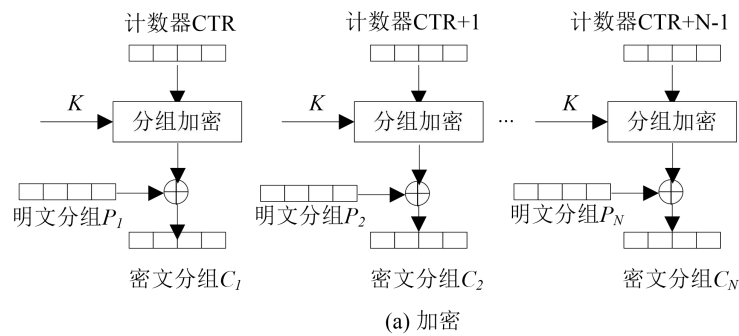 计数器CTR 计数器CTR+1 计数器CTR+N-1
K K K
分组加密 分组加密 ... 分组加密
明文分组P1 明文分组P2 明文分组PN
密文分组C1 密文分组C2 密文分组CN
(a) 加密